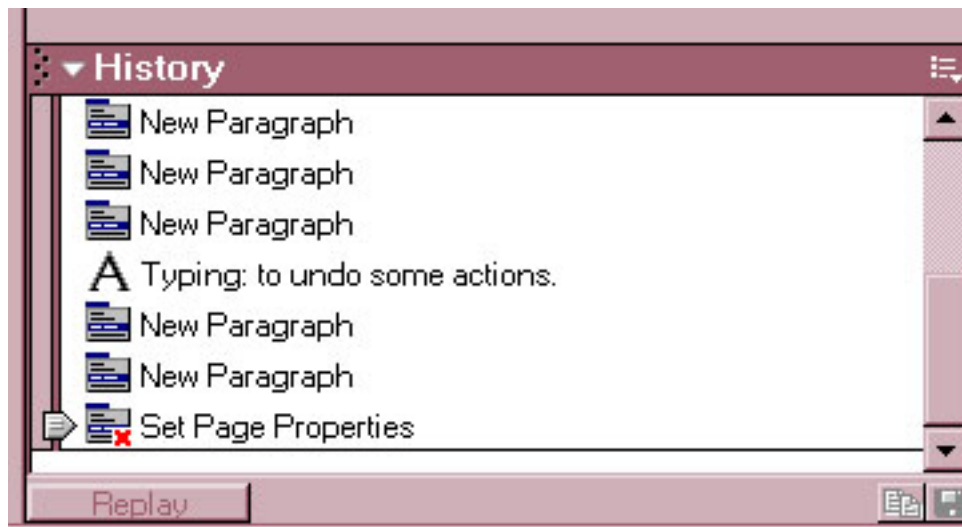 History
New Paragraph
New Paragraph
New Paragraph
A Typing: to undo some actions.
New Paragraph
New Paragraph
Set Page Properties
Replay